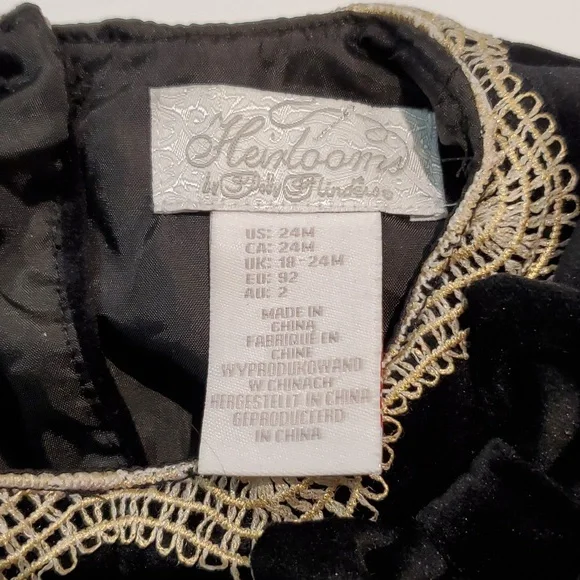 Heirlooms
by Polly Flinders®
US: 24M
CA: 24M
UK: 18-24M
EU: 92
AU: 2
MADE IN
CHINA
FABRIQUÉ EN
CHINE
WYPRODUKOWANO
W CHINACH
HERGESTELLT IN CHINA
GEPRODUCEERD
IN CHINA